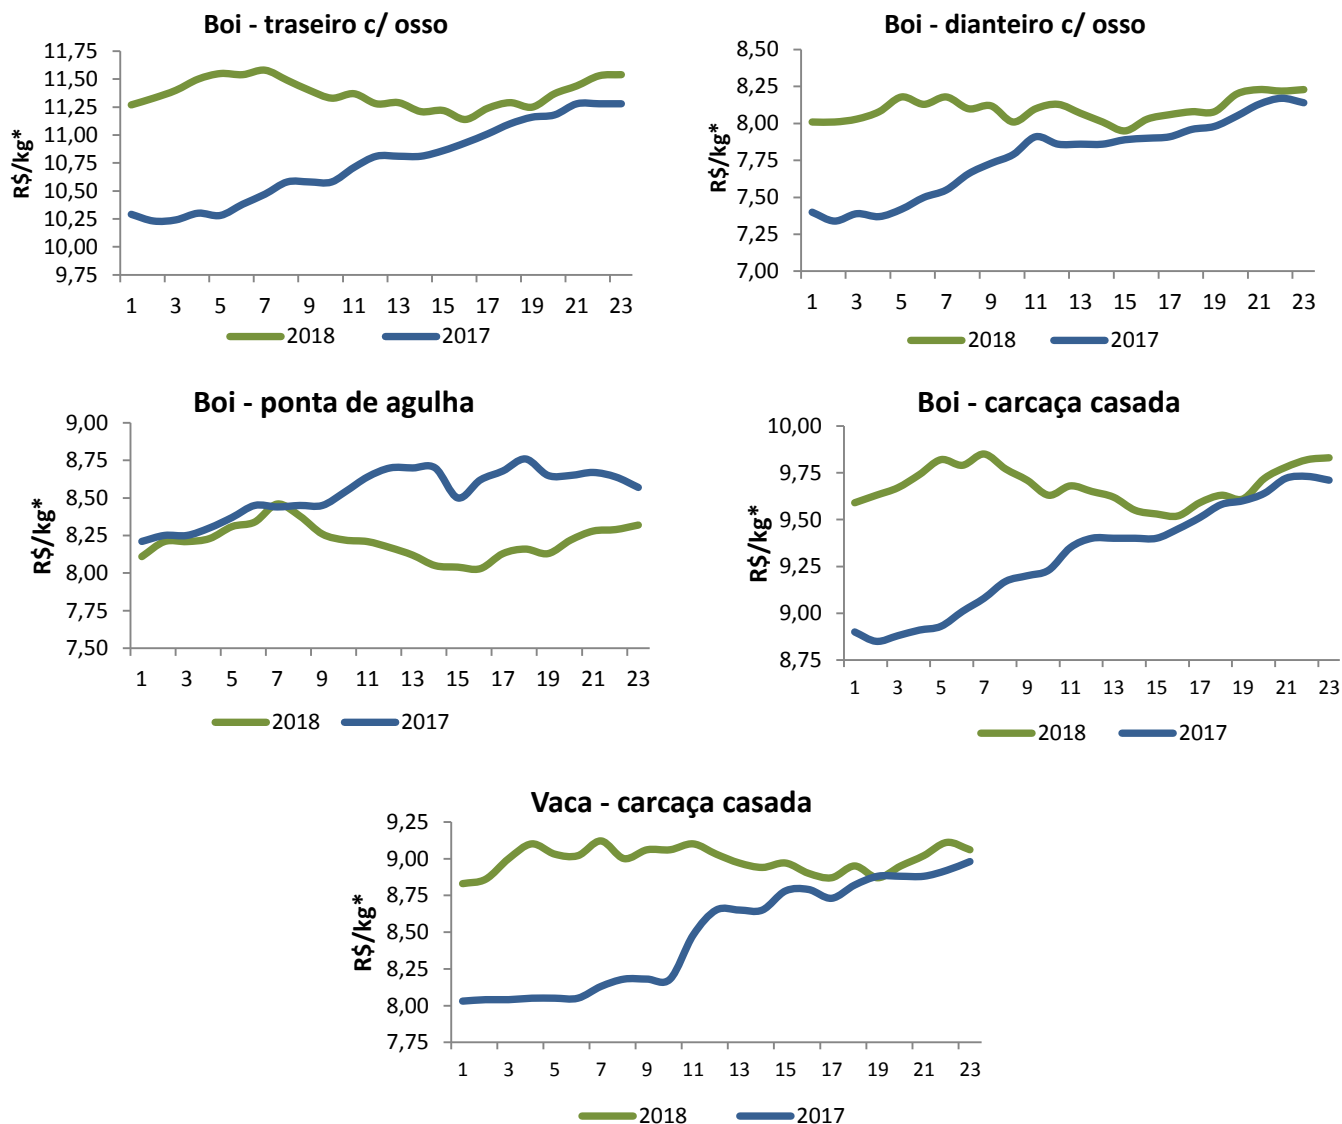 Boi - traseiro c/ osso
R$/kg*
11,75
11,50
11,25
11,00
10,75
10,50
10,25
10,00
9,75
1 3 5 7 9 11 13 15 17 19 21 23
2018 2017
Boi - dianteiro c/ osso
R$/kg*
8,50
8,25
8,00
7,75
7,50
7,25
7,00
1 3 5 7 9 11 13 15 17 19 21 23
2018 2017
Boi - ponta de agulha
R$/kg*
9,00
8,75
8,50
8,25
8,00
7,75
7,50
1 3 5 7 9 11 13 15 17 19 21 23
2018 2017
Boi - carcaça casada
R$/kg*
10,00
9,75
9,50
9,25
9,00
8,75
1 3 5 7 9 11 13 15 17 19 21 23
2018 2017
Vaca - carcaça casada
R$/kg*
9,25
9,00
8,75
8,50
8,25
8,00
7,75
1 3 5 7 9 11 13 15 17 19 21 23
2018 2017